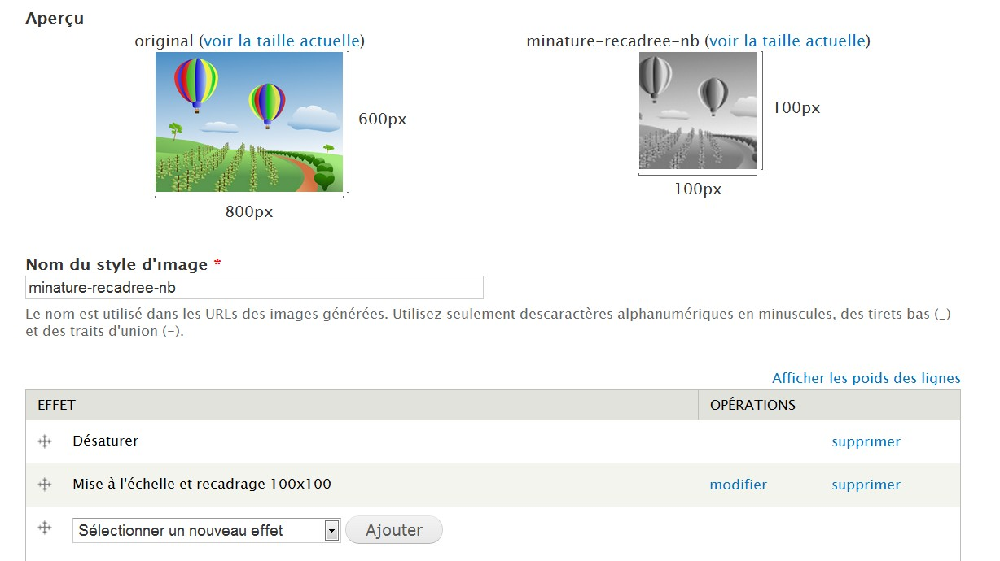 Aperçu
original (voir la taille actuelle)
minature-recadree-nb (voir la taille actuelle)
600px
800px
100px
100px
Nom du style d'image *
minature-recadree-nb
Le nom est utilisé dans les URLs des images générées. Utilisez seulement descaractères alphanumériques en minuscules, des tirets bas (_)
et des traits d'union (-).
Afficher les poids des lignes
EFFET OPÉRATIONS
Désaturer supprimer
Mise à l'échelle et recadrage 100x100 modifier supprimer
Sélectionner un nouveau effet Ajouter